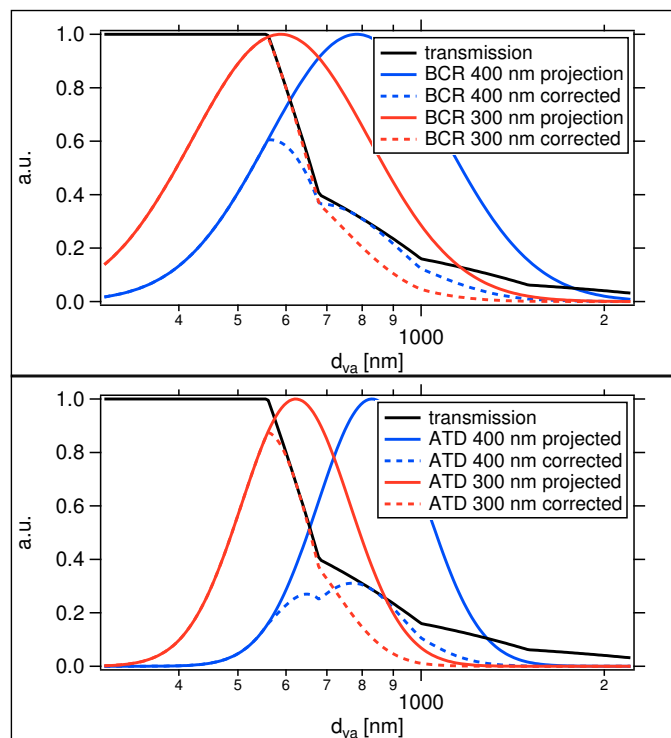 1.0
0.8
0.6
0.4
0.2
0.0
a.u.
transmission
BCR 400 nm projection
BCR 400 nm corrected
BCR 300 nm projection
BCR 300 nm corrected
4 5 6 7 8 9 1000 2
d_va [nm]
1.0
0.8
0.6
0.4
0.2
0.0
a.u.
transmission
ATD 400 nm projected
ATD 400 nm corrected
ATD 300 nm projected
ATD 300 nm corrected
4 5 6 7 8 9 1000 2
d_va [nm]